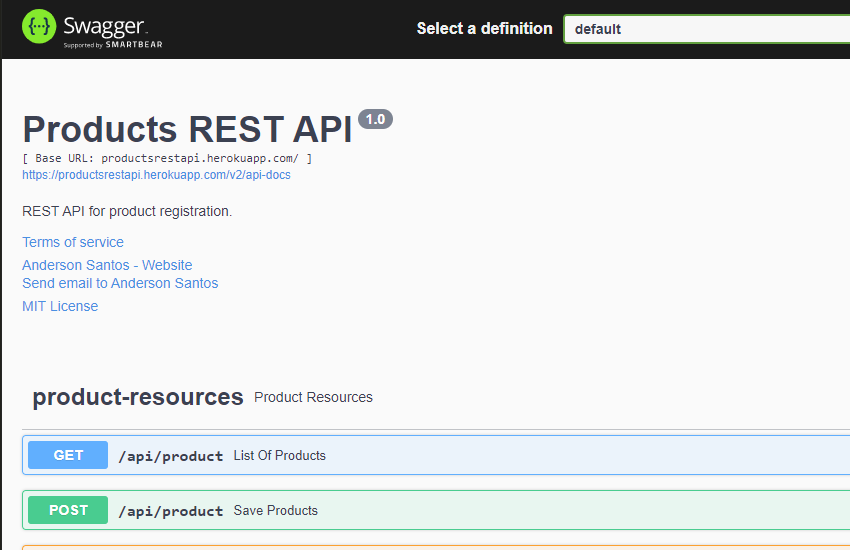 {···} Swagger
Supported by SMARTBEAR
Select a definition
default
Products REST API 1.0
[ Base URL: productsrestapi.herokuapp.com/ ]
https://productsrestapi.herokuapp.com/v2/api-docs
REST API for product registration.
Terms of service
Anderson Santos - Website
Send email to Anderson Santos
MIT License
product-resources Product Resources
GET /api/product List Of Products
POST /api/product Save Products